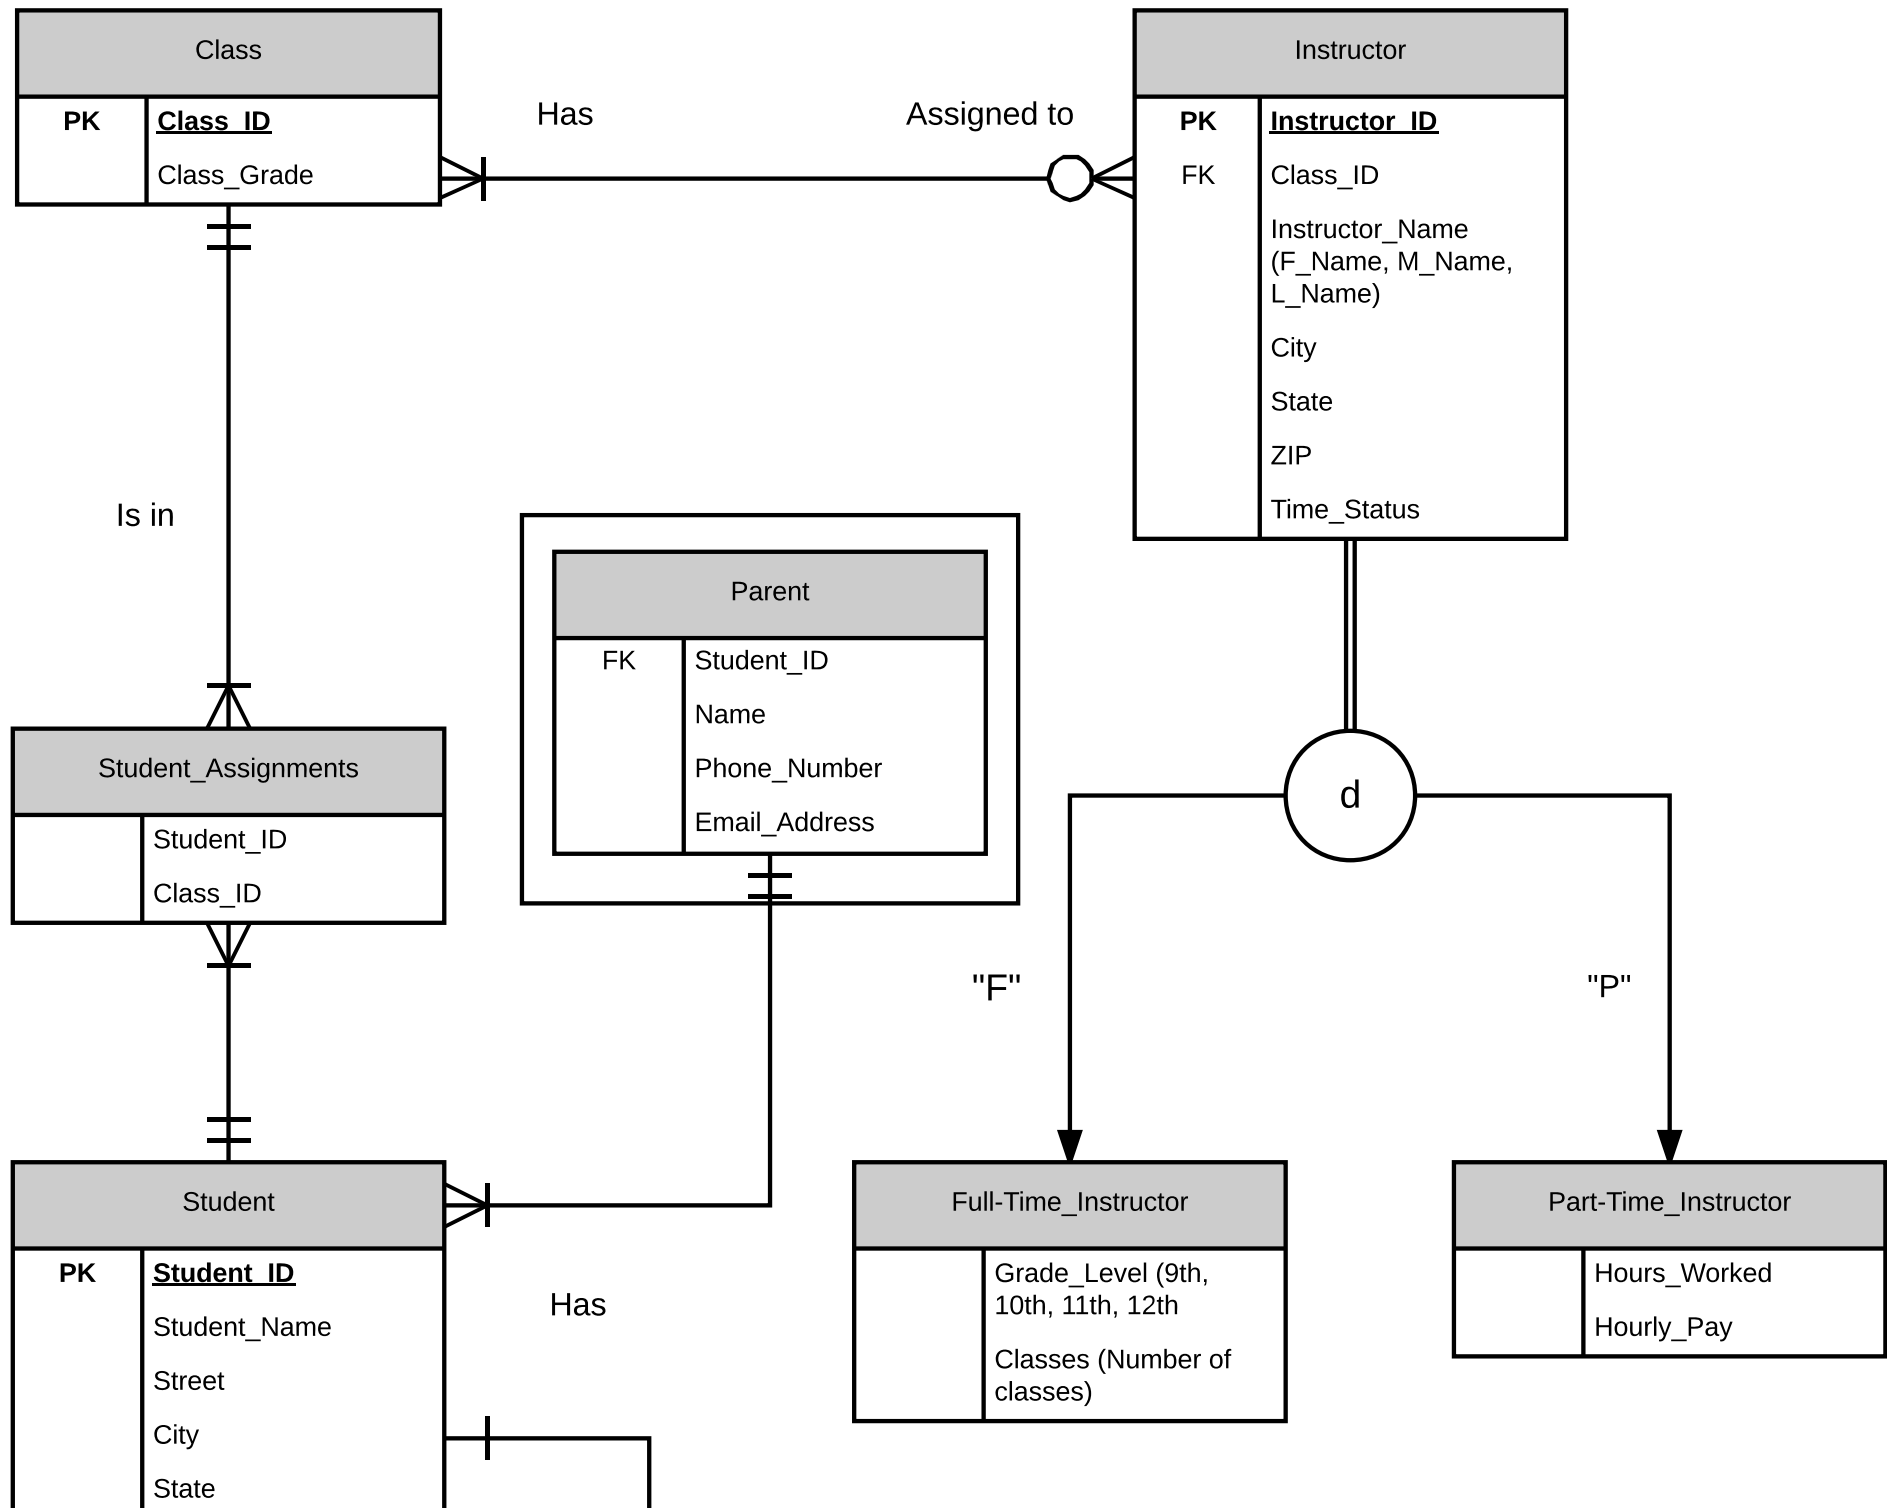 Class
PK Class_ID
Class_Grade
Has
Assigned to
Instructor
PK Instructor_ID
FK Class_ID
Instructor_Name
(F_Name, M_Name,
L_Name)
City
State
ZIP
Time_Status
Is in
Parent
FK Student_ID
Name
Phone_Number
Email_Address
Student_Assignments
Student_ID
Class_ID
d
"F"
"P"
Student
PK Student_ID
Student_Name
Street
City
State
Has
Full-Time_Instructor
Grade_Level (9th,
10th, 11th, 12th
Classes (Number of
classes)
Part-Time_Instructor
Hours_Worked
Hourly_Pay